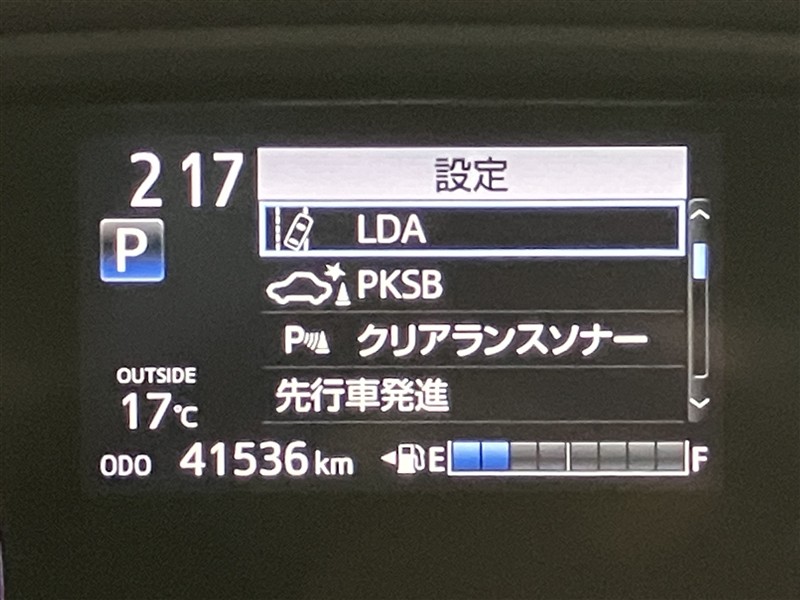 2 17
設定
P
LDA
PKSB
P クリアランスソナー
先行車発進
OUTSIDE
17℃
ODO 41536 km
E F